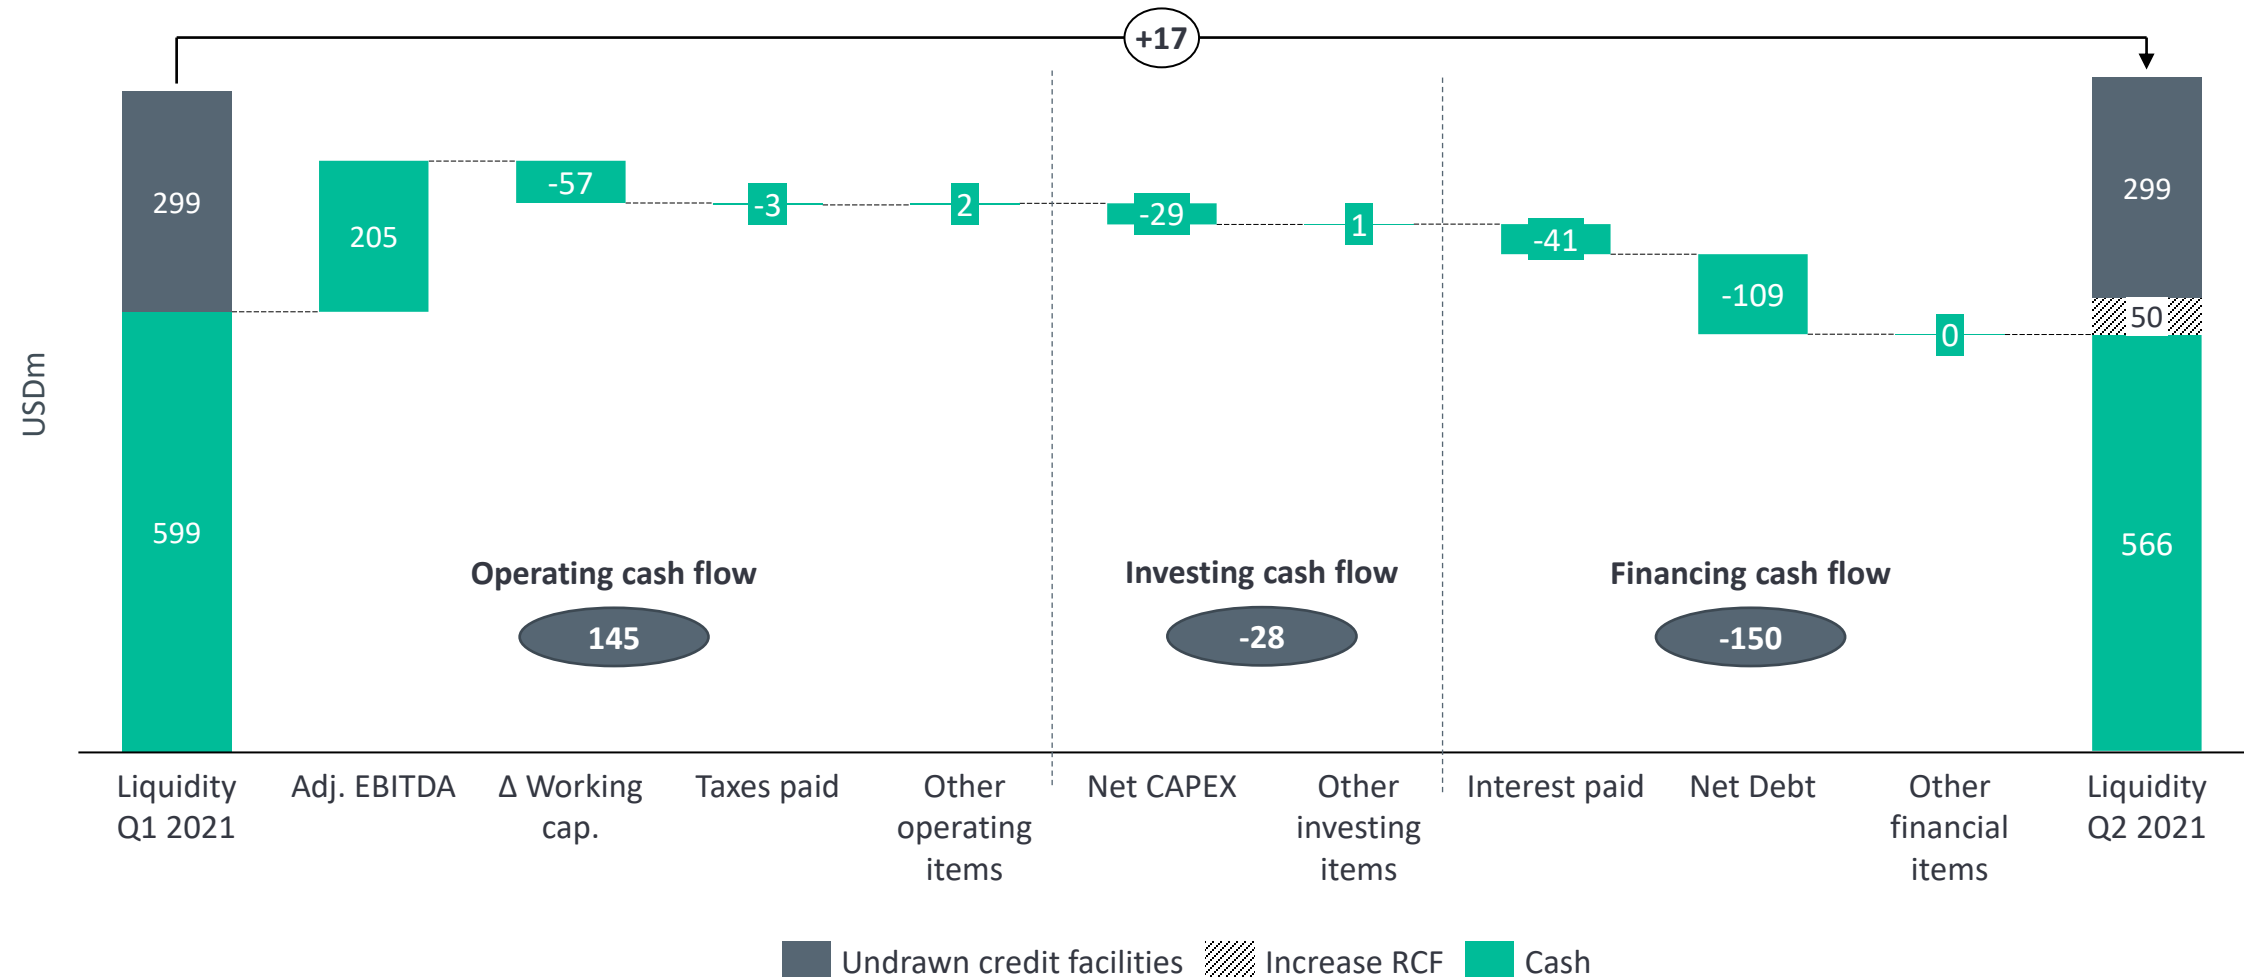 +17
299
205
-57
-3
2
-29
1
-41
-109
0
299
50
599
566
USDm
Operating cash flow
145
Investing cash flow
-28
Financing cash flow
-150
Liquidity
Q1 2021
Adj. EBITDA
Δ Working
cap.
Taxes paid
Other
operating
items
Net CAPEX
Other
investing
items
Interest paid
Net Debt
Other
financial
items
Liquidity
Q2 2021
Undrawn credit facilities
Increase RCF
Cash